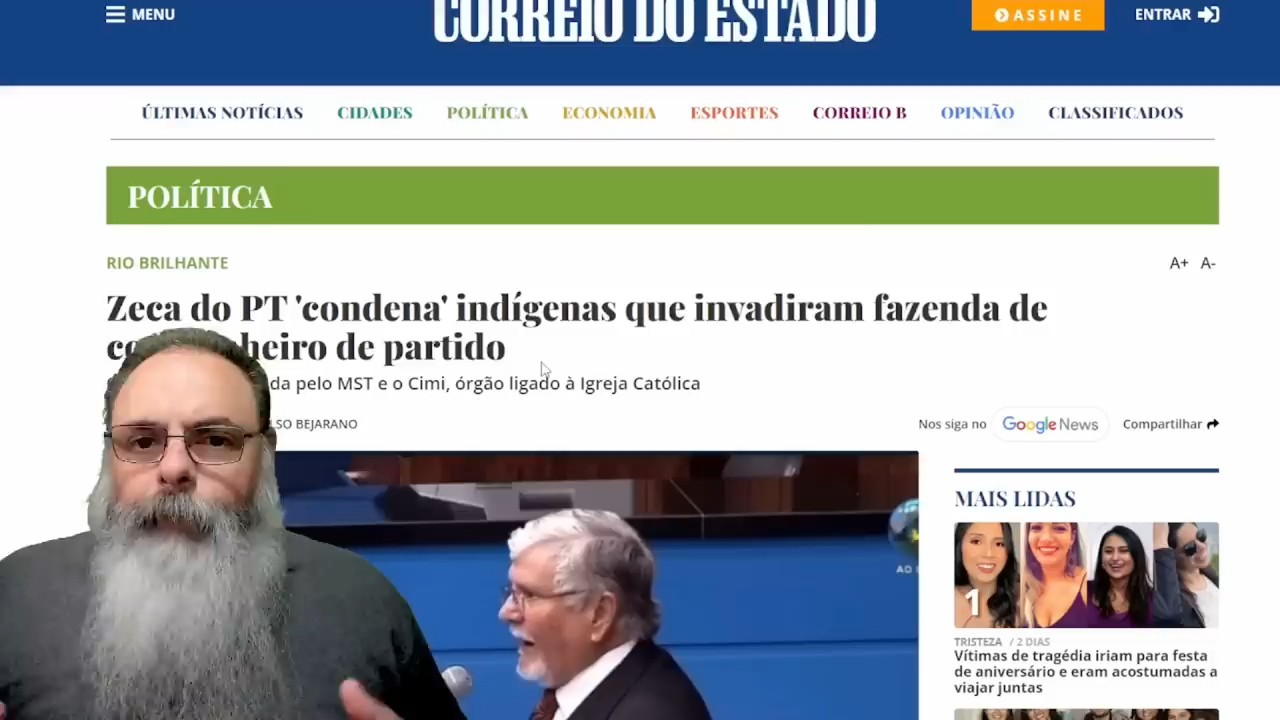 MENU
CORREIO DO ESTADO
ASSINE
ENTRAR
ÚLTIMAS NOTÍCIAS CIDADES POLÍTICA ECONOMIA ESPORTES CORREIO B OPINIÃO CLASSIFICADOS
POLÍTICA
RIO BRILHANTE
A+ A-
Zeca do PT 'condena' indígenas que invadiram fazenda de
de partido
pelo MST e o Cimi, órgão ligado à Igreja Católica
BEJARANO
Nos siga no Google News Compartilhar
MAIS LIDAS
AO
1
TRISTEZA / 2 DIAS
Vítimas de tragédia iriam para festa
de aniversário e eram acostumadas a
viajar juntas